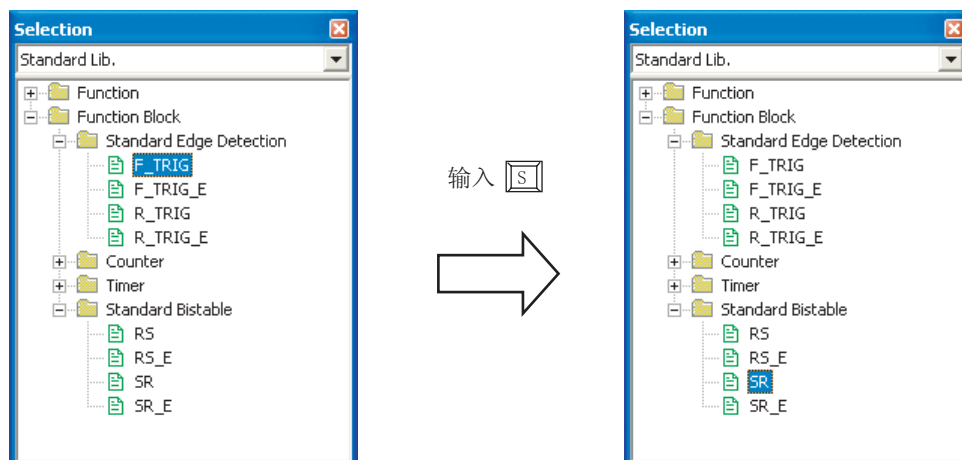 Selection
Standard Lib.
Function
Function Block
Standard Edge Detection
F_TRIG
F_TRIG_E
R_TRIG
R_TRIG_E
Counter
Timer
Standard Bistable
RS
RS_E
SR
SR_E
输入 S
Selection
Standard Lib.
Function
Function Block
Standard Edge Detection
F_TRIG
F_TRIG_E
R_TRIG
R_TRIG_E
Counter
Timer
Standard Bistable
RS
RS_E
SR
SR_E